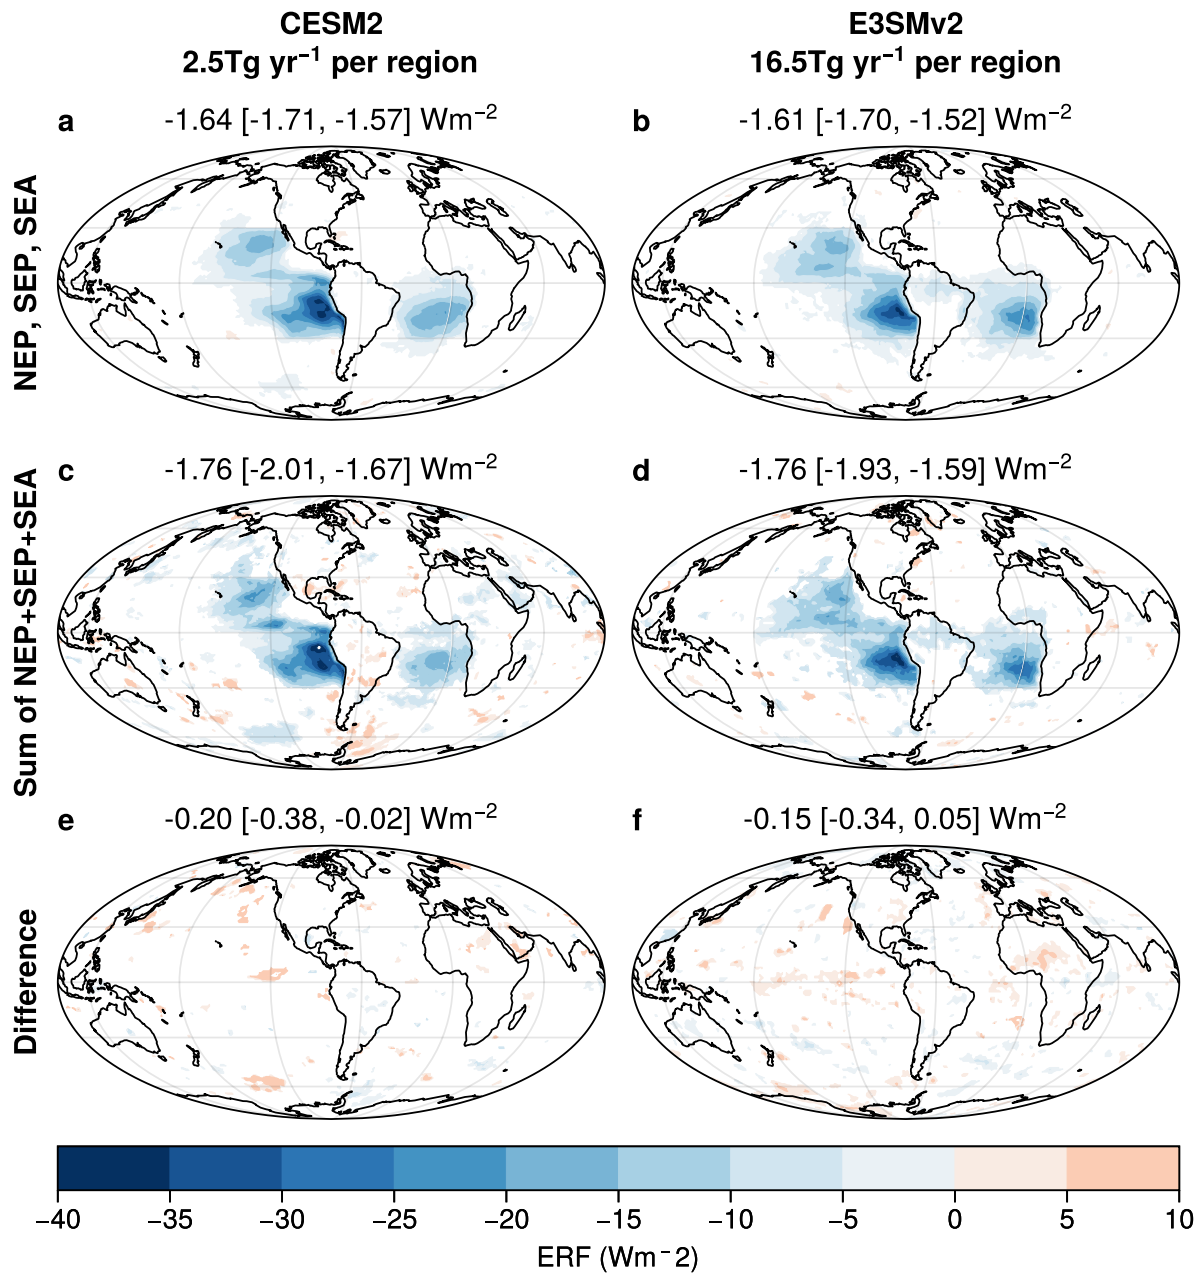 CESM2
2.5Tg yr⁻¹ per region
E3SMv2
16.5Tg yr⁻¹ per region
NEP, SEP, SEA
a
-1.64 [-1.71, -1.57] Wm⁻²
b
-1.61 [-1.70, -1.52] Wm⁻²
Sum of NEP+SEP+SEA
c
-1.76 [-2.01, -1.67] Wm⁻²
d
-1.76 [-1.93, -1.59] Wm⁻²
Difference
e
-0.20 [-0.38, -0.02] Wm⁻²
f
-0.15 [-0.34, 0.05] Wm⁻²
−40 −35 −30 −25 −20 −15 −10 −5 0 5 10
ERF (Wm−2)